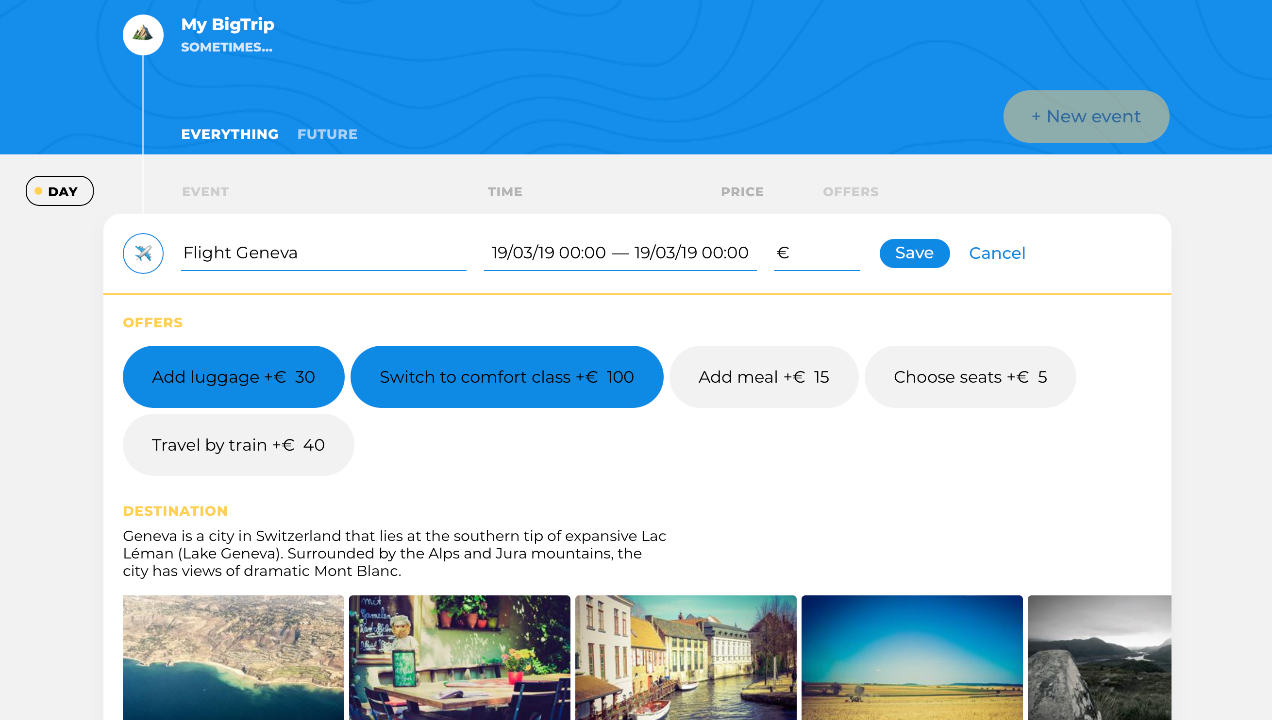 My BigTrip
SOMETIMES...
EVERYTHING FUTURE
+ New event
DAY
EVENT TIME PRICE OFFERS
Flight Geneva 19/03/19 00:00 — 19/03/19 00:00 € Save Cancel
OFFERS
Add luggage +€ 30 Switch to comfort class +€ 100 Add meal +€ 15 Choose seats +€ 5
Travel by train +€ 40
DESTINATION
Geneva is a city in Switzerland that lies at the southern tip of expansive Lac
Léman (Lake Geneva). Surrounded by the Alps and Jura mountains, the
city has views of dramatic Mont Blanc.